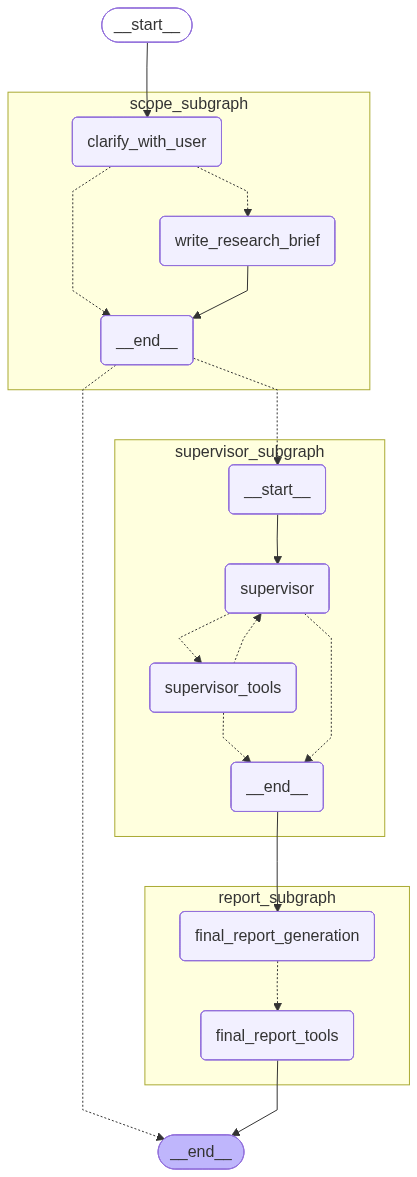 __start__
scope_subgraph
clarify_with_user
write_research_brief
__end__
supervisor_subgraph
__start__
supervisor
supervisor_tools
__end__
report_subgraph
final_report_generation
final_report_tools
__end__